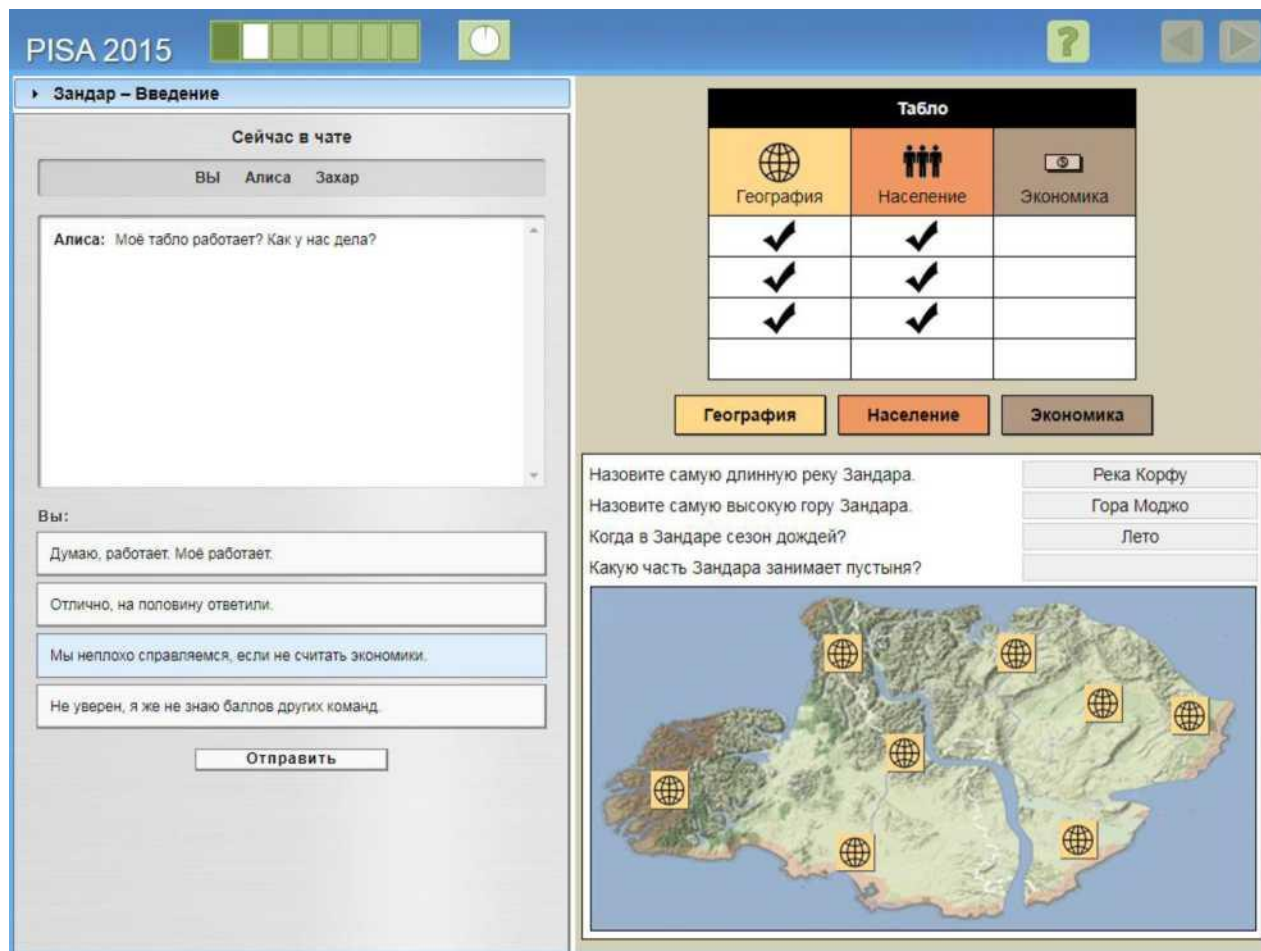 PISA 2015
?
Зандар – Введение
Сейчас в чате
ВЫ Алиса Захар
Алиса: Моё табло работает? Как у нас дела?
Вы:
Думаю, работает. Моё работает.
Отлично, на половину ответили.
Мы неплохо справляемся, если не считать экономики.
Не уверен, я же не знаю баллов других команд.
Отправить
Табло
География Население Экономика
География Население Экономика
Назовите самую длинную реку Зандара. Река Корфу
Назовите самую высокую гору Зандара. Гора Моджо
Когда в Зандаре сезон дождей? Лето
Какую часть Зандара занимает пустыня?